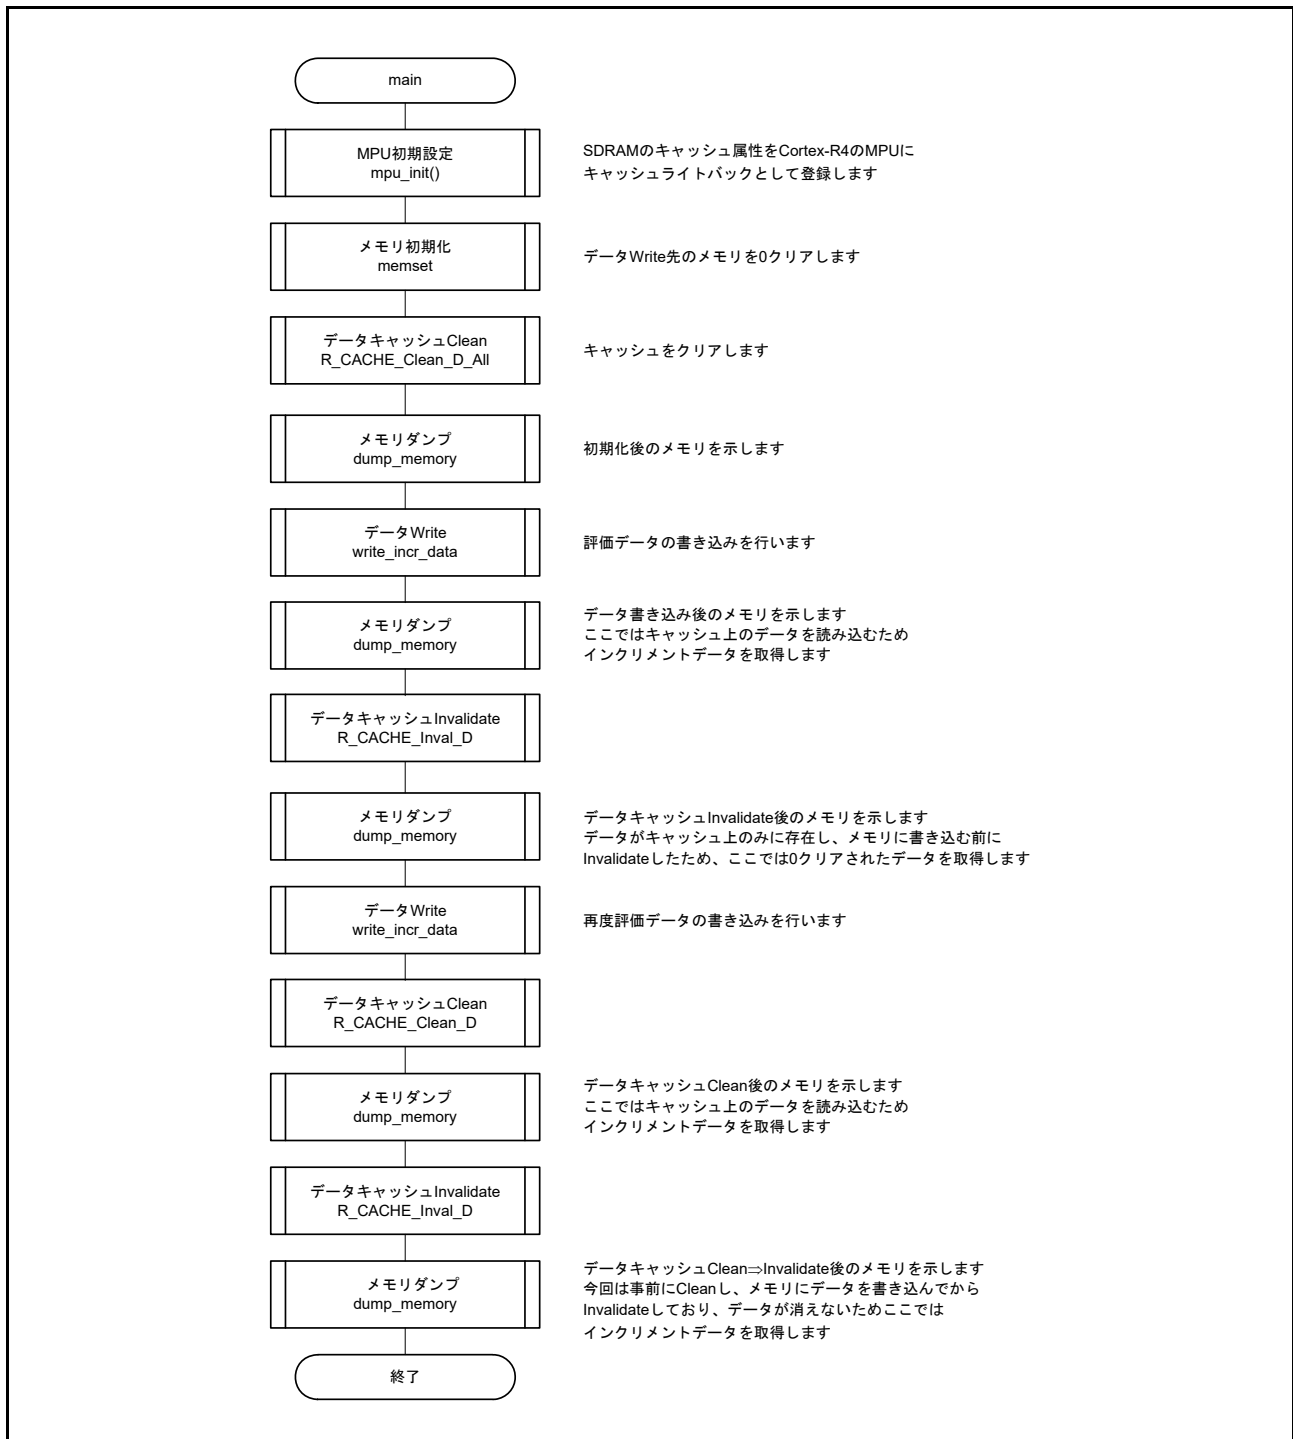 main
MPU初期設定
mpu_init()
SDRAMのキャッシュ属性をCortex-R4のMPUに
キャッシュライトバックとして登録します
メモリ初期化
memset
データWrite先のメモリを0クリアします
データキャッシュClean
R_CACHE_Clean_D_All
キャッシュをクリアします
メモリダンプ
dump_memory
初期化後のメモリを示します
データWrite
write_incr_data
評価データの書き込みを行います
メモリダンプ
dump_memory
データ書き込み後のメモリを示します
ここではキャッシュ上のデータを読み込むため
インクリメントデータを取得します
データキャッシュInvalidate
R_CACHE_Inval_D
メモリダンプ
dump_memory
データキャッシュInvalidate後のメモリを示します
データがキャッシュ上のみに存在し、メモリに書き込む前に
Invalidateしたため、ここでは0クリアされたデータを取得します
データWrite
write_incr_data
再度評価データの書き込みを行います
データキャッシュClean
R_CACHE_Clean_D
メモリダンプ
dump_memory
データキャッシュClean後のメモリを示します
ここではキャッシュ上のデータを読み込むため
インクリメントデータを取得します
データキャッシュInvalidate
R_CACHE_Inval_D
メモリダンプ
dump_memory
データキャッシュClean⇒Invalidate後のメモリを示します
今回は事前にCleanし、メモリにデータを書き込んでから
Invalidateしており、データが消えないためここでは
インクリメントデータを取得します
終了